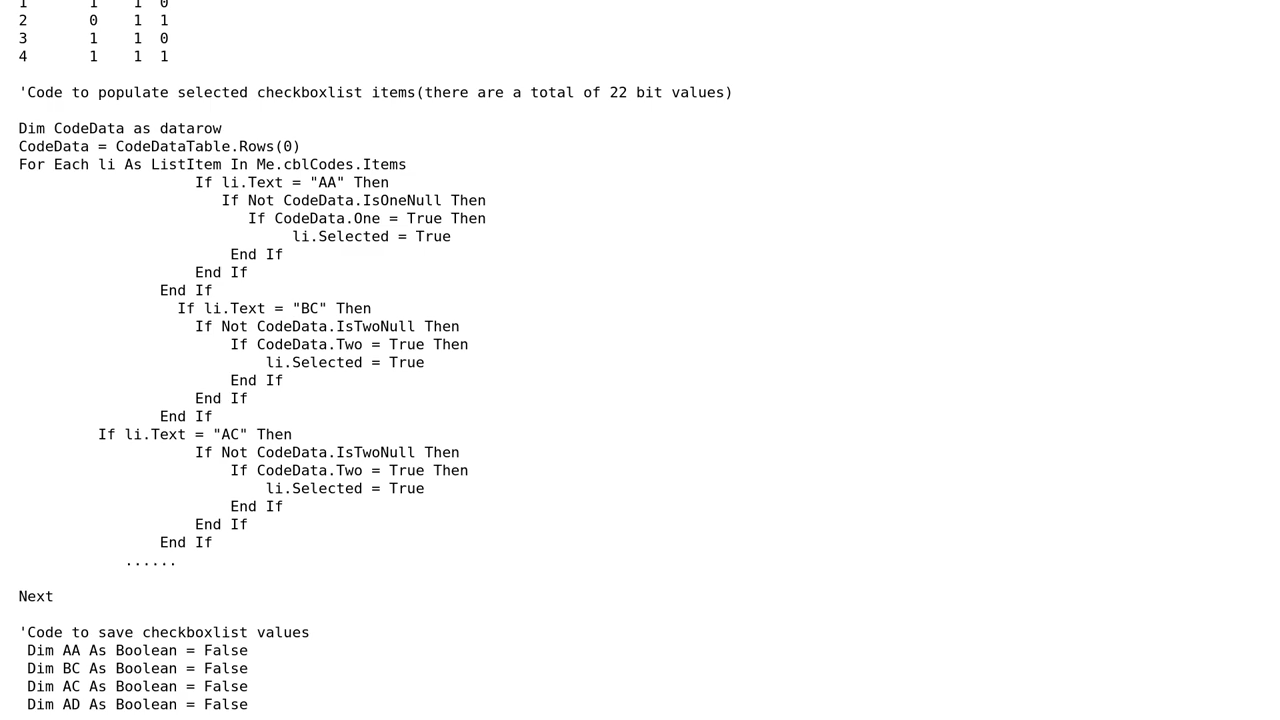 1       1    1  0
2       0    1  1
3       1    1  0
4       1    1  1

'Code to populate selected checkboxlist items(there are a total of 22 bit values)

Dim CodeData as datarow
CodeData = CodeDataTable.Rows(0)
For Each li As ListItem In Me.cblCodes.Items
                    If li.Text = "AA" Then
                       If Not CodeData.IsOneNull Then
                          If CodeData.One = True Then
                               li.Selected = True
                        End If
                    End If
                End If
                  If li.Text = "BC" Then
                    If Not CodeData.IsTwoNull Then
                        If CodeData.Two = True Then
                            li.Selected = True
                        End If
                    End If
                End If
         If li.Text = "AC" Then
                    If Not CodeData.IsTwoNull Then
                        If CodeData.Two = True Then
                            li.Selected = True
                        End If
                    End If
                End If
            ......

Next

'Code to save checkboxlist values
 Dim AA As Boolean = False
 Dim BC As Boolean = False
 Dim AC As Boolean = False
 Dim AD As Boolean = False